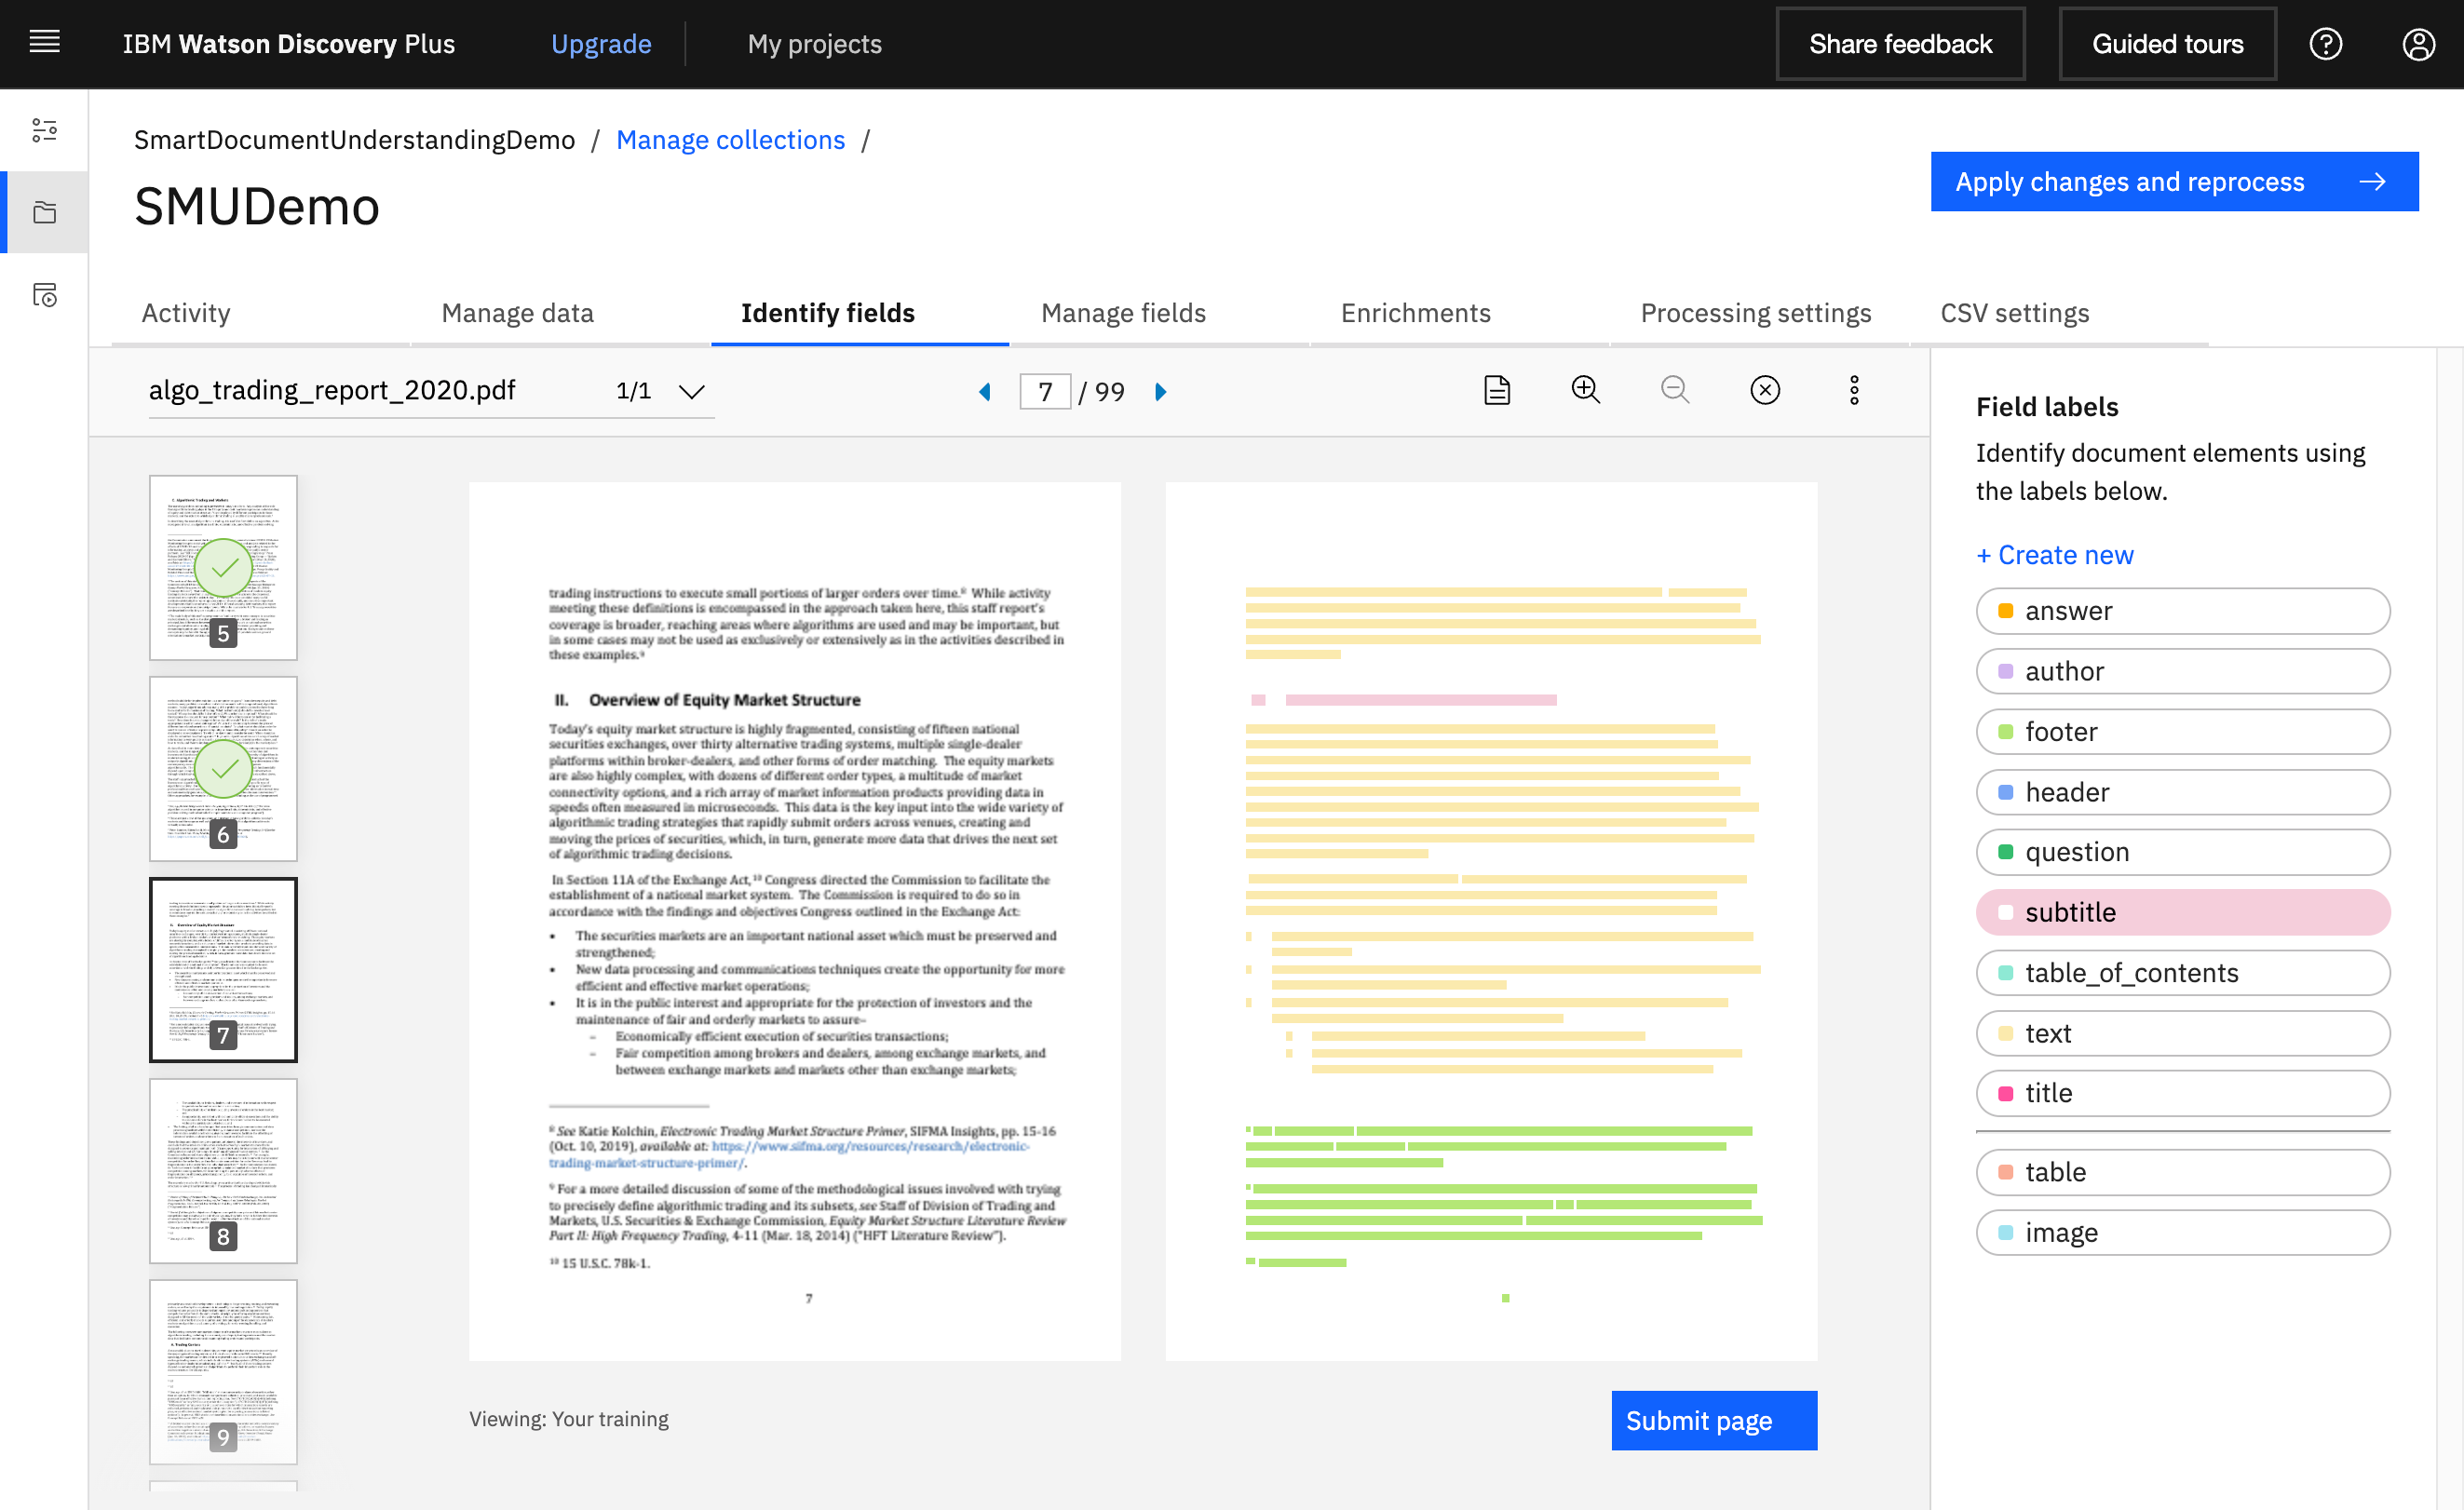 IBM Watson Discovery Plus
Upgrade
My projects
Share feedback
Guided tours
SmartDocumentUnderstandingDemo / Manage collections /
SMUDemo
Apply changes and reprocess
Activity
Manage data
Identify fields
Manage fields
Enrichments
Processing settings
CSV settings
algo_trading_report_2020.pdf
1/1
7 / 99
5
6
7
8
9
trading instructions to execute small portions of larger orders over time.⁸ While activity
meeting these definitions is encompassed in the approach taken here, this staff report's
coverage is broader, reaching areas where algorithms are used and may be important, but
in some cases may not be used as exclusively or extensively as in the activities described in
these examples.⁹
II. Overview of Equity Market Structure
Today's equity market structure is highly fragmented, consisting of fifteen national
securities exchanges, over thirty alternative trading systems, multiple single-dealer
platforms within broker-dealers, and other forms of order matching. The equity markets
are also highly complex, with dozens of different order types, a multitude of market
connectivity options, and a rich array of market information products providing data in
speeds often measured in microseconds. This data is the key input into the wide variety of
algorithmic trading strategies that rapidly submit orders across venues, creating and
moving the prices of securities, which, in turn, generate more data that drives the next set
of algorithmic trading decisions.
In Section 11A of the Exchange Act,¹⁰ Congress directed the Commission to facilitate the
establishment of a national market system. The Commission is required to do so in
accordance with the findings and objectives Congress outlined in the Exchange Act:
• The securities markets are an important national asset which must be preserved and
strengthened;
• New data processing and communications techniques create the opportunity for more
efficient and effective market operations;
• It is in the public interest and appropriate for the protection of investors and the
maintenance of fair and orderly markets to assure–
– Economically efficient execution of securities transactions;
– Fair competition among brokers and dealers, among exchange markets, and
between exchange markets and markets other than exchange markets;
⁸ See Katie Kolchin, Electronic Trading Market Structure Primer, SIFMA Insights, pp. 15-16
(Oct. 10, 2019), available at: https://www.sifma.org/resources/research/electronic-
trading-market-structure-primer/.
⁹ For a more detailed discussion of some of the methodological issues involved with trying
to precisely define algorithmic trading and its subsets, see Staff of Division of Trading and
Markets, U.S. Securities & Exchange Commission, Equity Market Structure Literature Review
Part II: High Frequency Trading, 4-11 (Mar. 18, 2014) ("HFT Literature Review").
¹⁰ 15 U.S.C. 78k-1.
7
Viewing: Your training
Submit page
Field labels
Identify document elements using
the labels below.
+ Create new
answer
author
footer
header
question
subtitle
table_of_contents
text
title
table
image